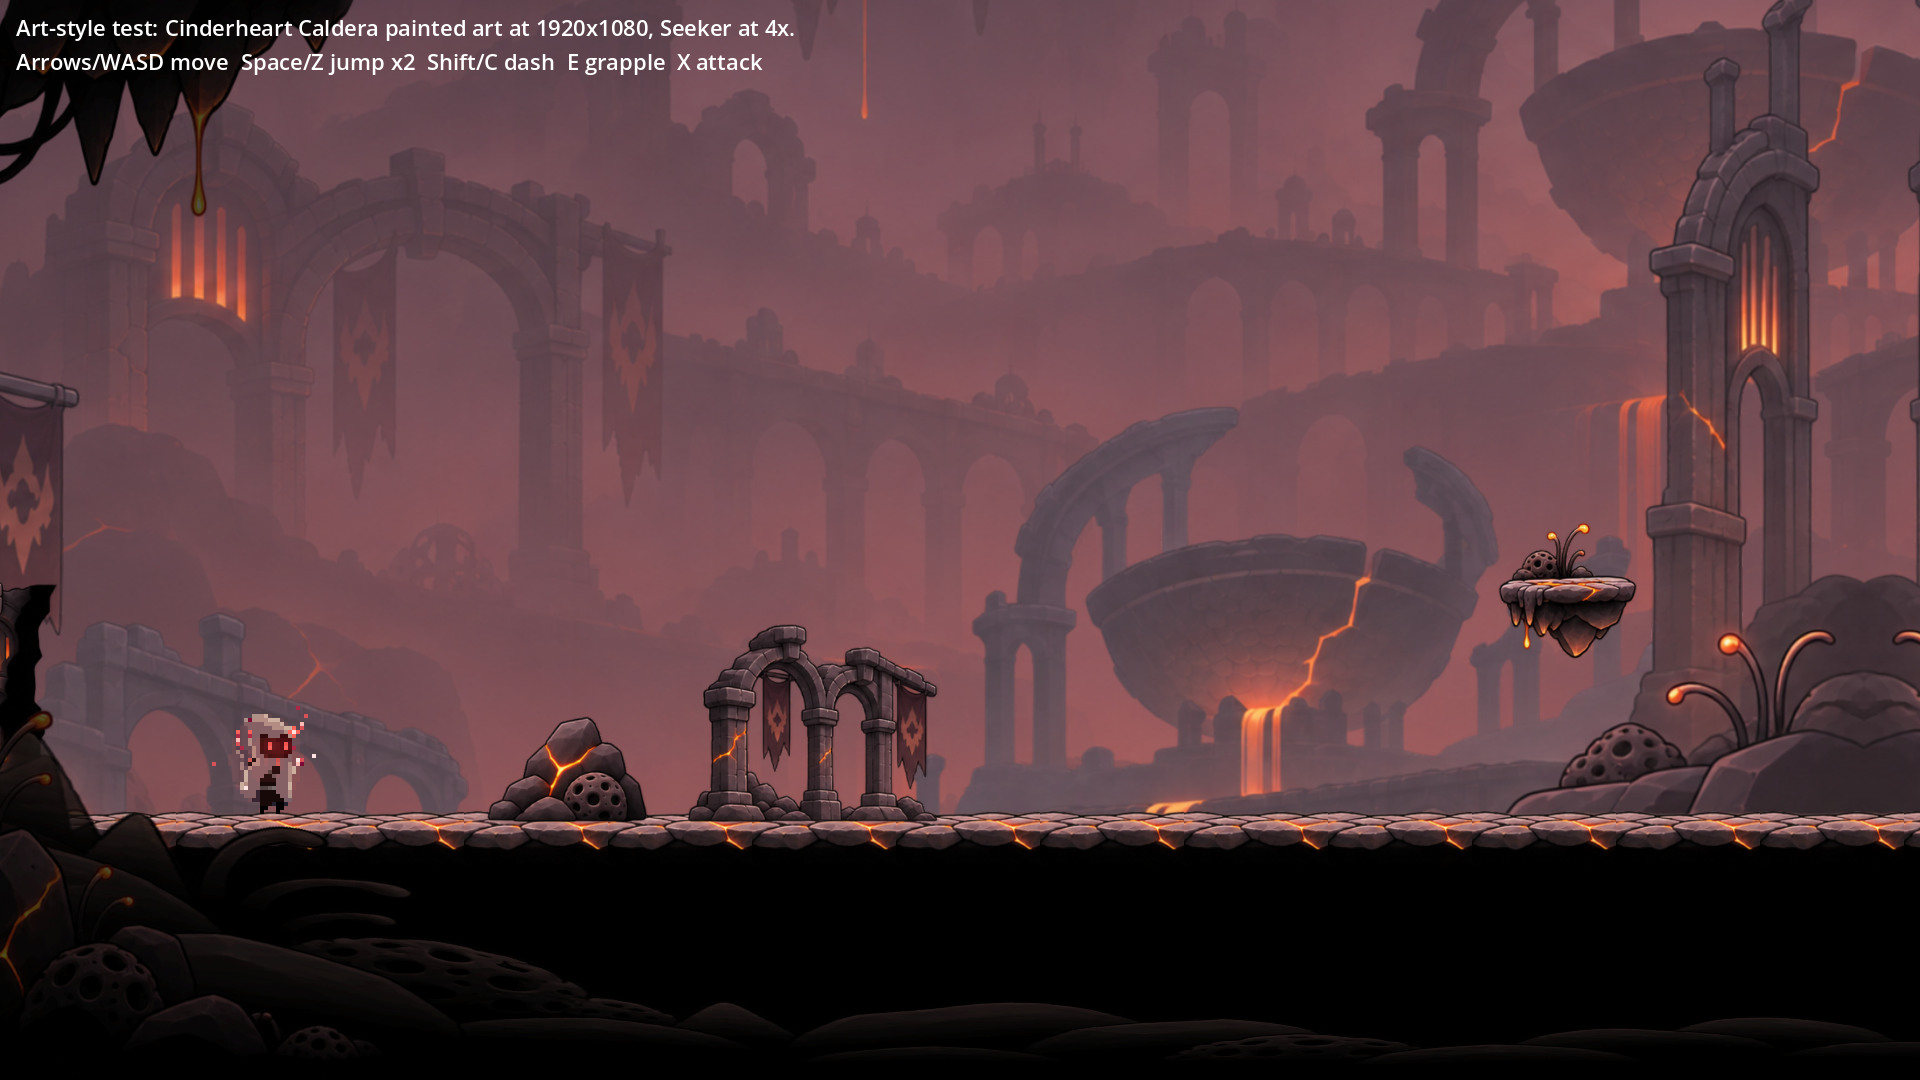 Art-style test: Cinderheart Caldera painted art at 1920x1080, Seeker at 4x.
Arrows/WASD move  Space/Z jump x2  Shift/C dash  E grapple  X attack